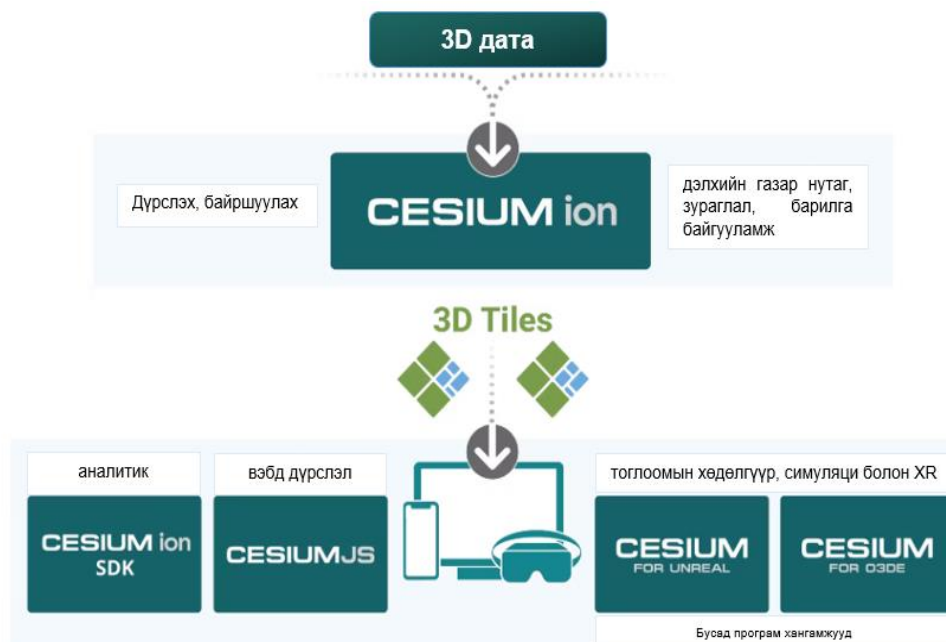 3D дата
Дүрслэх, байршуулах
CESIUM ion
дэлхийн газар нутаг,
зураглал, барилга
байгууламж
3D Tiles
аналитик
вэбд дүрслэл
тоглоомын хөдөлгүүр, симуляци болон XR
CESIUM ion
SDK
CESIUMJS
CESIUM
FOR UNREAL
CESIUM
FOR O3DE
Бусад програм хангамжууд